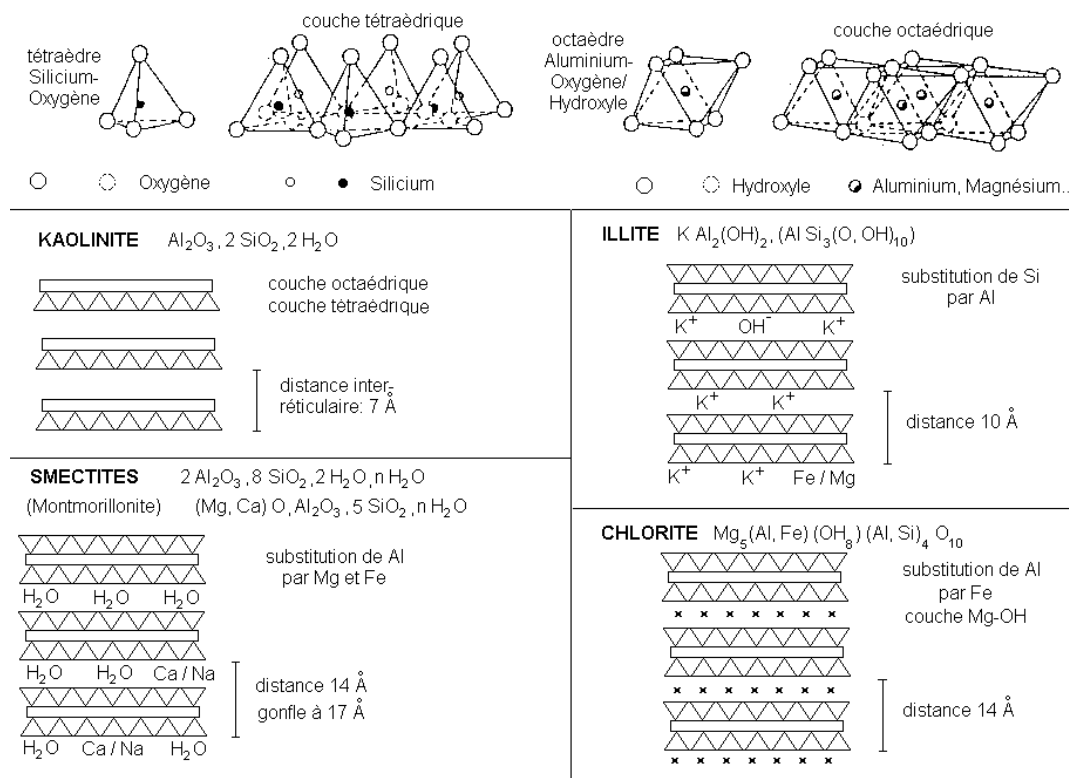 couche tétraèdrique
tétraèdre
Silicium-
Oxygène
octaèdre
Aluminium-
Oxygène/
Hydroxyle
couche octaédrique
Oxygène
Silicium
Hydroxyle
Aluminium, Magnésium..
KAOLINITE Al₂O₃, 2 SiO₂, 2 H₂O
couche octaédrique
couche tétraédrique
distance inter-
réticulaire: 7 Å
ILLITE K Al₂(OH)₂, (Al Si₃(O, OH)₁₀)
substitution de Si
par Al
K⁺ OH⁻ K⁺
K⁺ K⁺
distance 10 Å
K⁺ K⁺ Fe / Mg
SMECTITES 2 Al₂O₃, 8 SiO₂, 2 H₂O, n H₂O
(Montmorillonite) (Mg, Ca) O, Al₂O₃, 5 SiO₂, n H₂O
substitution de Al
par Mg et Fe
H₂O H₂O H₂O
H₂O H₂O Ca / Na
distance 14 Å
gonfle à 17 Å
H₂O Ca / Na H₂O
CHLORITE Mg₅(Al, Fe) (OH₈) (Al, Si)₄ O₁₀
substitution de Al
par Fe
couche Mg-OH
distance 14 Å